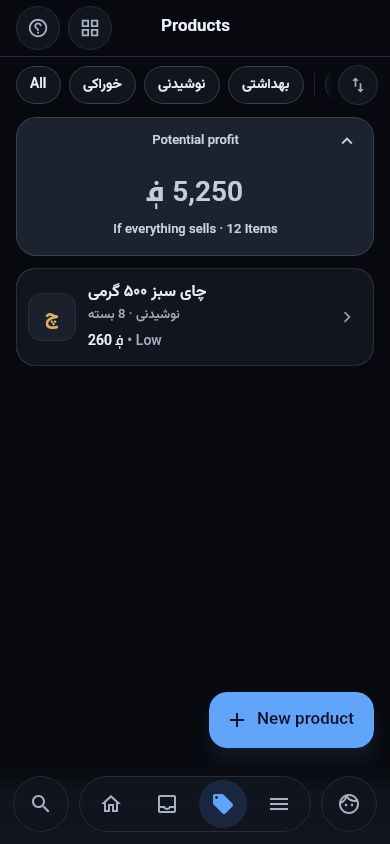 Products
All
خوراکی
نوشیدنی
بهداشتی
Potential profit
؋ 5,250
If everything sells · 12 Items
چ
چای سبز ۵۰۰ گرمی
نوشیدنی · 8 بسته
260 ؋ • Low
New product